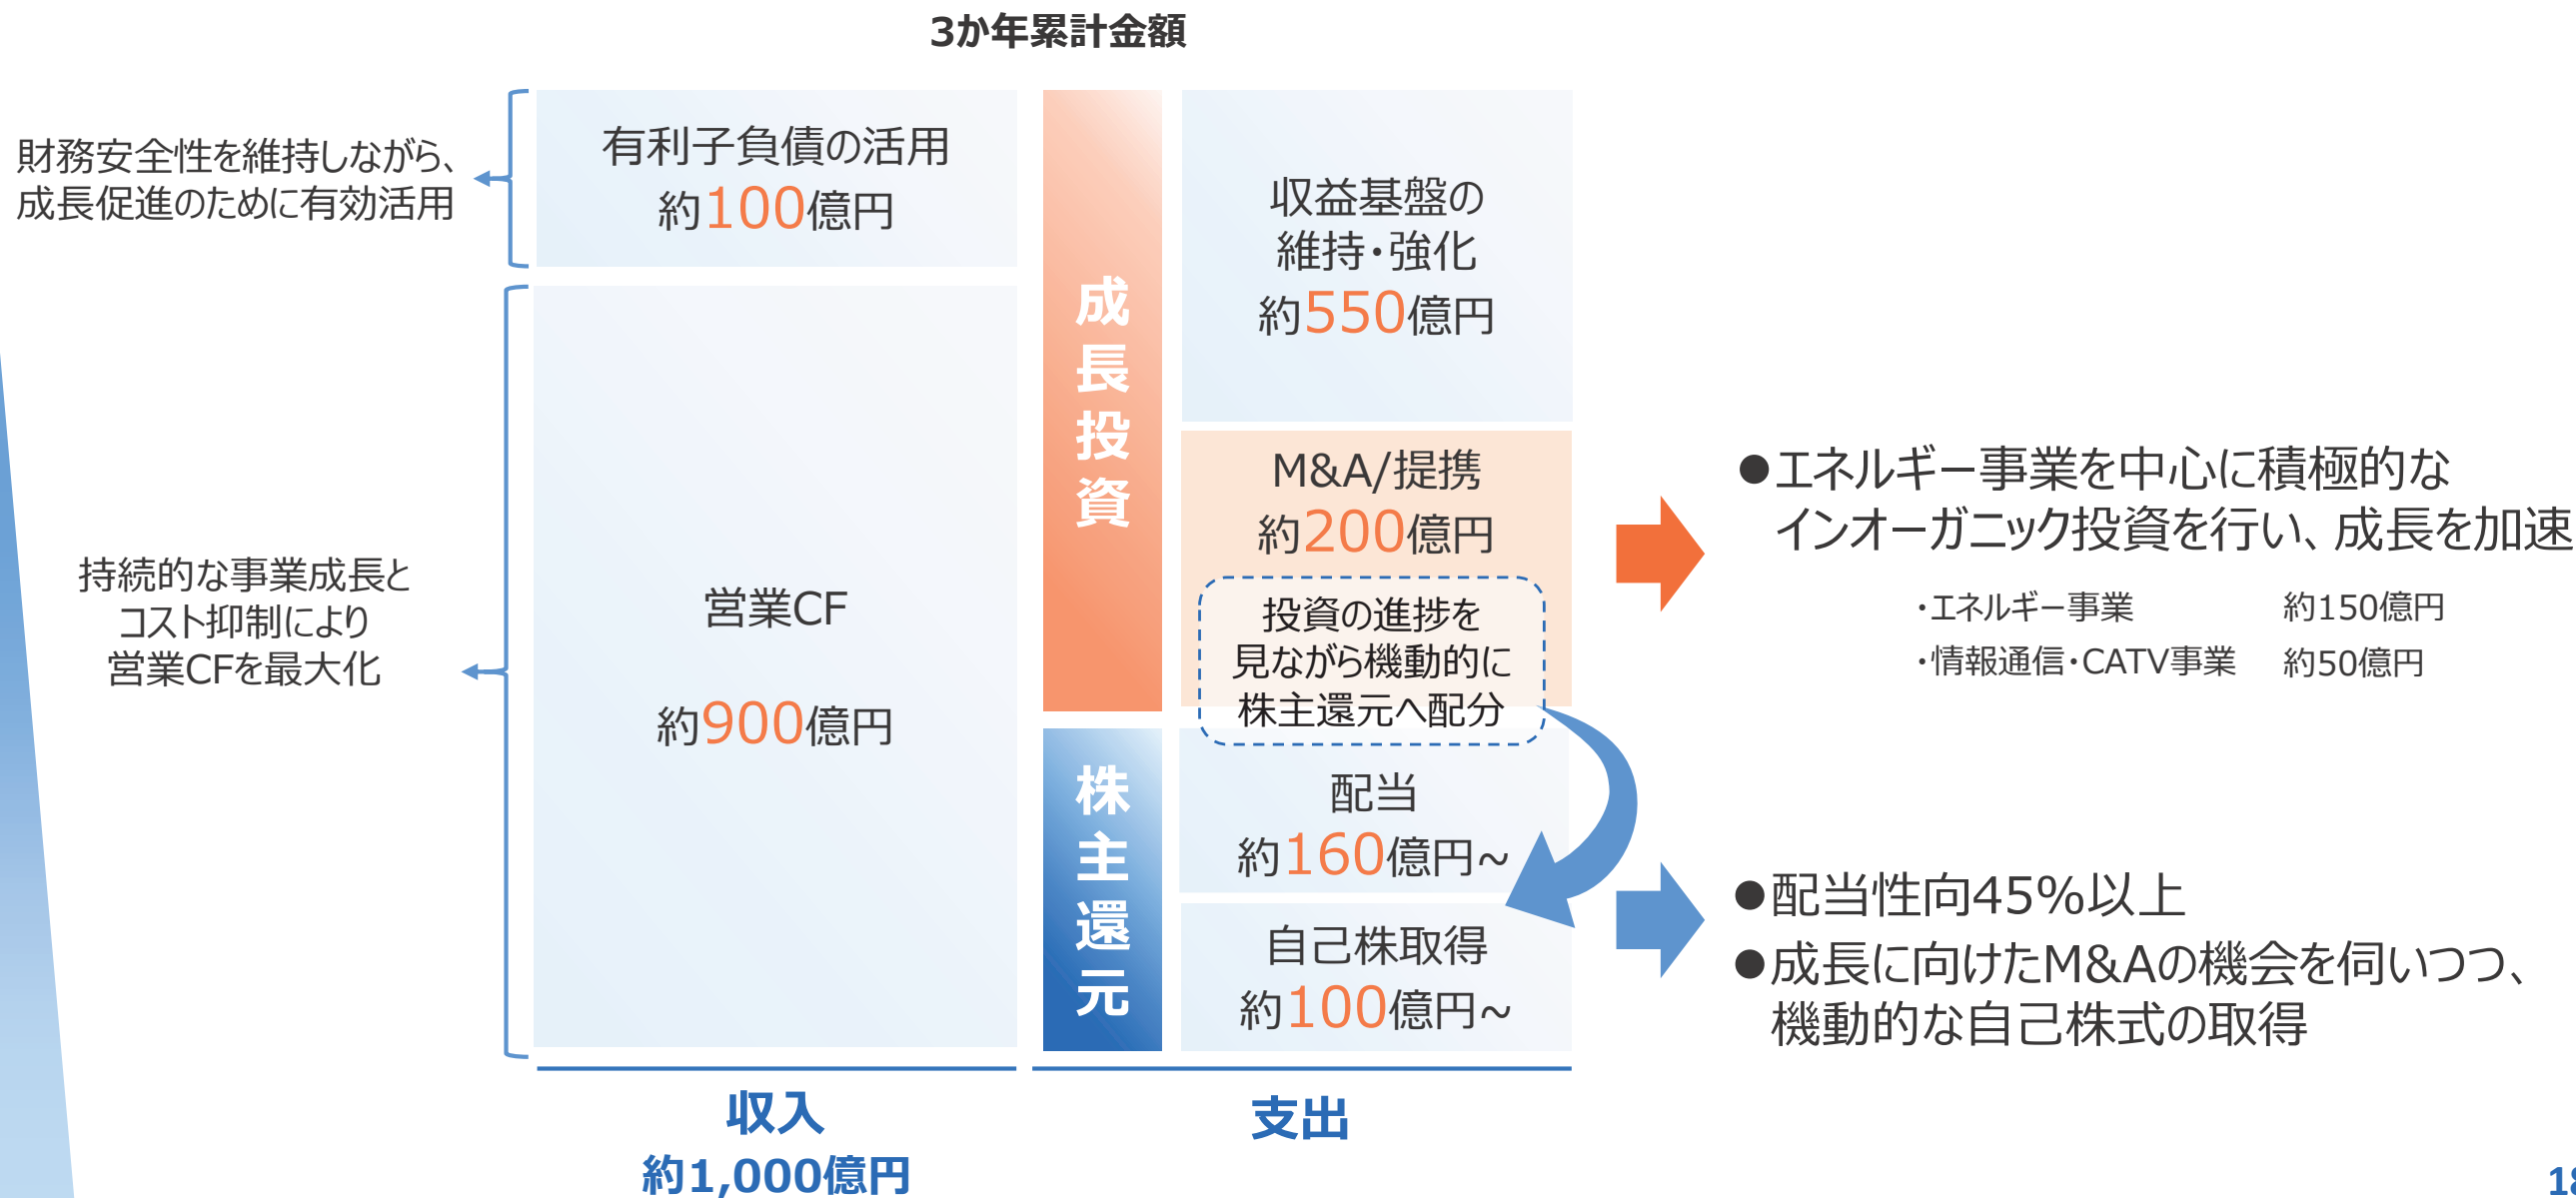 3か年累計金額
財務安全性を維持しながら、
成長促進のために有効活用
有利子負債の活用
約100億円
持続的な事業成長と
コスト抑制により
営業CFを最大化
営業CF
約900億円
収入
約1,000億円
成長投資
収益基盤の
維持・強化
約550億円
M&A/提携
約200億円
投資の進捗を
見ながら機動的に
株主還元へ配分
株主還元
配当
約160億円~
自己株取得
約100億円~
支出
●エネルギー事業を中心に積極的な
インオーガニック投資を行い、成長を加速
・エネルギー事業 約150億円
・情報通信・CATV事業 約50億円
●配当性向45%以上
●成長に向けたM&Aの機会を伺いつつ、
機動的な自己株式の取得
18